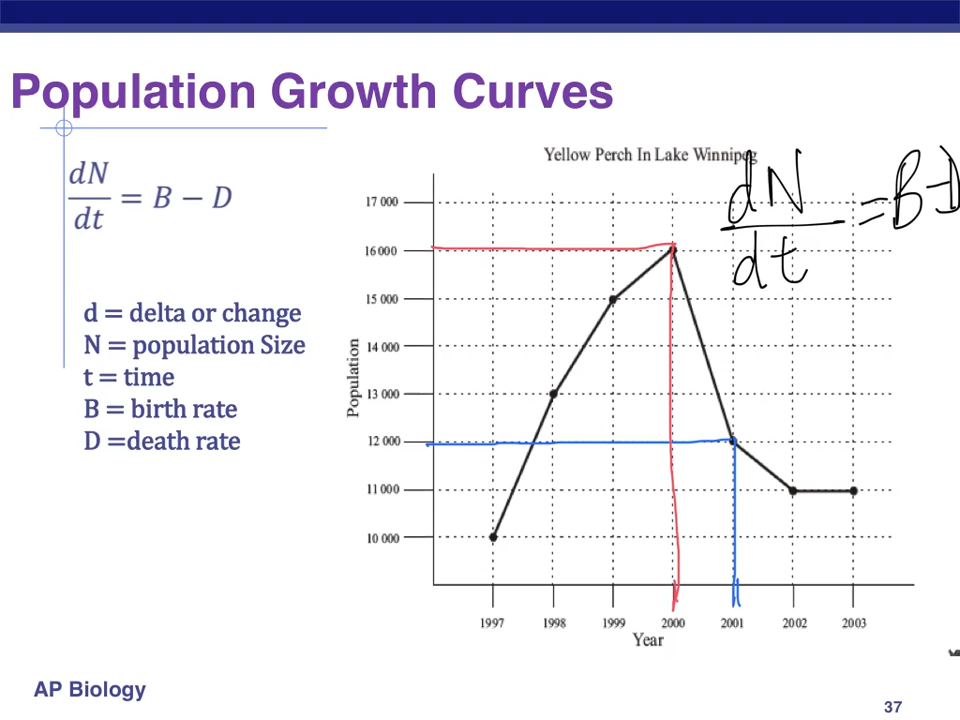 Population Growth Curves
dN
dt
= B − D
d = delta or change
N = population Size
t = time
B = birth rate
D =death rate
Yellow Perch In Lake Winnipeg
dN
dt
=B-D
17 000
16 000
15 000
14 000
13 000
12 000
11 000
10 000
Population
1997 1998 1999 2000 2001 2002 2003
Year
AP Biology
37